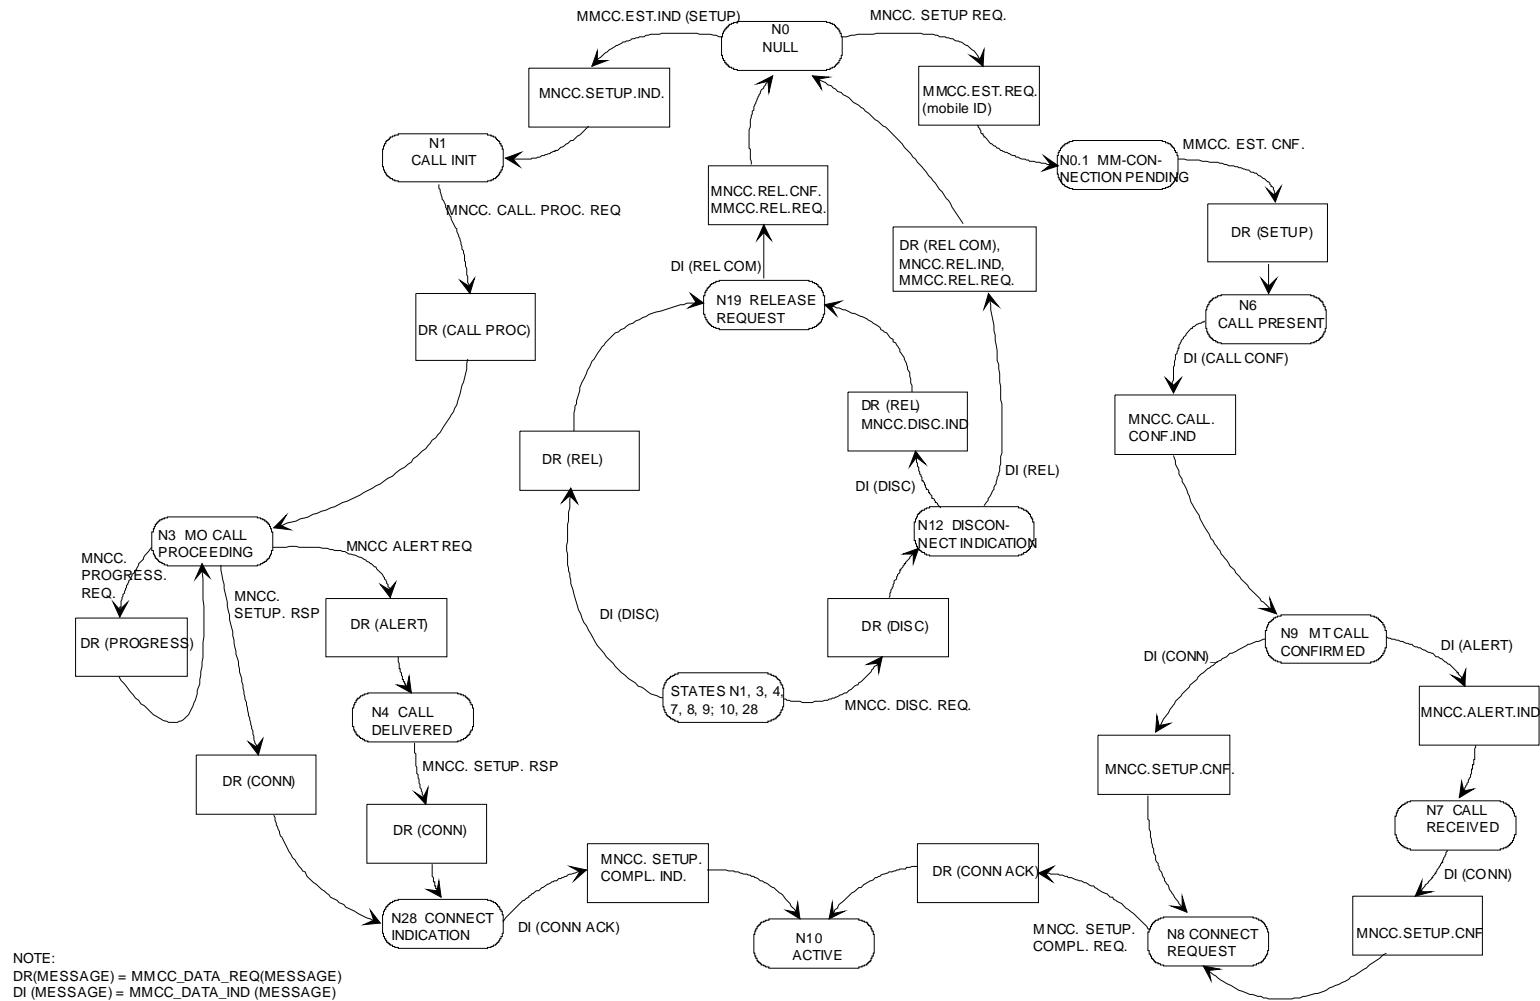 MMCC.EST.IND (SETUP)
N0
NULL
MNCC. SETUP REQ.
MNCC.SETUP.IND.
MMCC.EST.REQ.
(mobile ID)
N1
CALL INIT
MMCC. EST. CNF.
N0.1 MM-CON-
NECTION PENDING
MNCC. CALL. PROC. REQ
MNCC.REL.CNF.
MMCC.REL.REQ.
DR (SETUP)
DR (REL COM),
MNCC.REL.IND,
MMCC.REL.REQ.
DI (REL COM)
N19 RELEASE
REQUEST
N6
CALL PRESENT
DR (CALL PROC)
DI (CALL CONF)
DR (REL)
MNCC.DISC.IND
MNCC.CALL.
CONF.IND
DR (REL)
DI (DISC)
DI (REL)
N3 MO CALL
PROCEEDING
MNCC ALERT REQ
N12 DISCON-
NECT INDICATION
MNCC.
PROGRESS.
REQ.
MNCC.
SETUP. RSP
DI (DISC)
DR (PROGRESS)
DR (ALERT)
DR (DISC)
N9 MT CALL
CONFIRMED
DI (CONN)
DI (ALERT)
STATES N1, 3, 4,
7, 8, 9; 10, 28
MNCC. DISC. REQ.
N4 CALL
DELIVERED
MNCC.ALERT.IND
MNCC. SETUP. RSP
DR (CONN)
MNCC.SETUP.CNF.
DR (CONN)
N7 CALL
RECEIVED
MNCC. SETUP.
COMPL. IND.
DR (CONN ACK)
DI (CONN)
N28 CONNECT
INDICATION
DI (CONN ACK)
N10
ACTIVE
MNCC. SETUP.
COMPL. REQ.
N8 CONNECT
REQUEST
MNCC.SETUP.CNF
NOTE:
DR(MESSAGE) = MMCC_DATA_REQ(MESSAGE)
DI (MESSAGE) = MMCC_DATA_IND (MESSAGE)